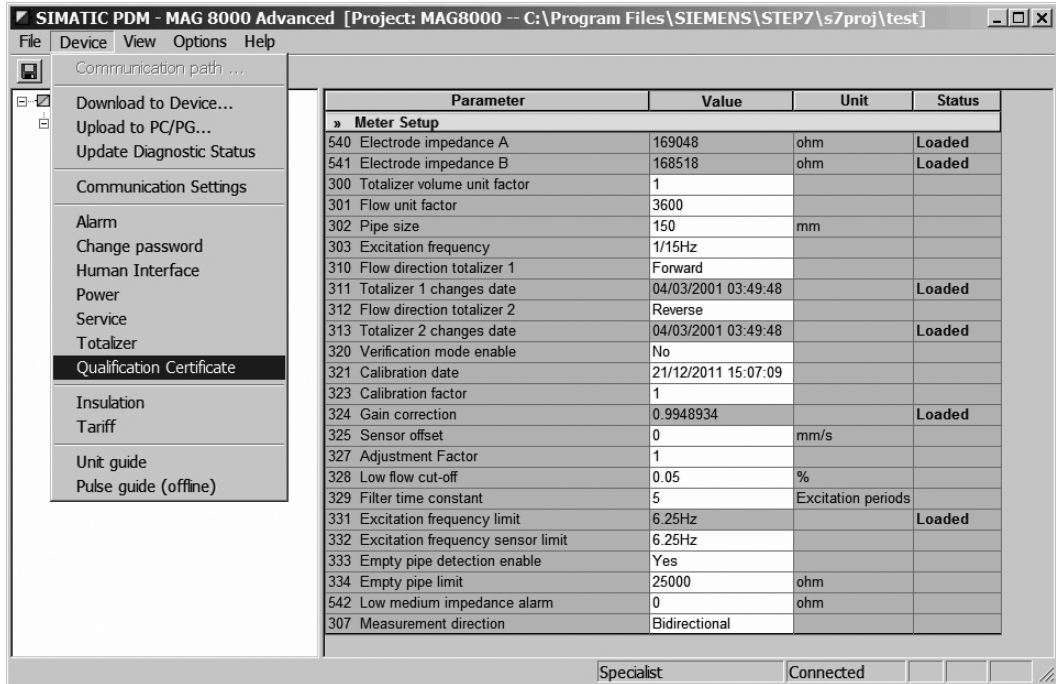 SIMATIC PDM - MAG 8000 Advanced [Project: MAG8000 -- C:\Program Files\SIEMENS\STEP7\s7proj\test]
File Device View Options Help
Communication path ...
Download to Device...
Upload to PC/PG...
Update Diagnostic Status
Communication Settings
Alarm
Change password
Human Interface
Power
Service
Totalizer
Qualification Certificate
Insulation
Tariff
Unit guide
Pulse guide (offline)
Parameter Value Unit Status
» Meter Setup
540 Electrode impedance A 169048 ohm Loaded
541 Electrode impedance B 168518 ohm Loaded
300 Totalizer volume unit factor 1
301 Flow unit factor 3600
302 Pipe size 150 mm
303 Excitation frequency 1/15Hz
310 Flow direction totalizer 1 Forward
311 Totalizer 1 changes date 04/03/2001 03:49:48 Loaded
312 Flow direction totalizer 2 Reverse
313 Totalizer 2 changes date 04/03/2001 03:49:48 Loaded
320 Verification mode enable No
321 Calibration date 21/12/2011 15:07:09
323 Calibration factor 1
324 Gain correction 0.9948934 Loaded
325 Sensor offset 0 mm/s
327 Adjustment Factor 1
328 Low flow cut-off 0.05 %
329 Filter time constant 5 Excitation periods
331 Excitation frequency limit 6.25Hz Loaded
332 Excitation frequency sensor limit 6.25Hz
333 Empty pipe detection enable Yes
334 Empty pipe limit 25000 ohm
542 Low medium impedance alarm 0 ohm
307 Measurement direction Bidirectional
Specialist Connected